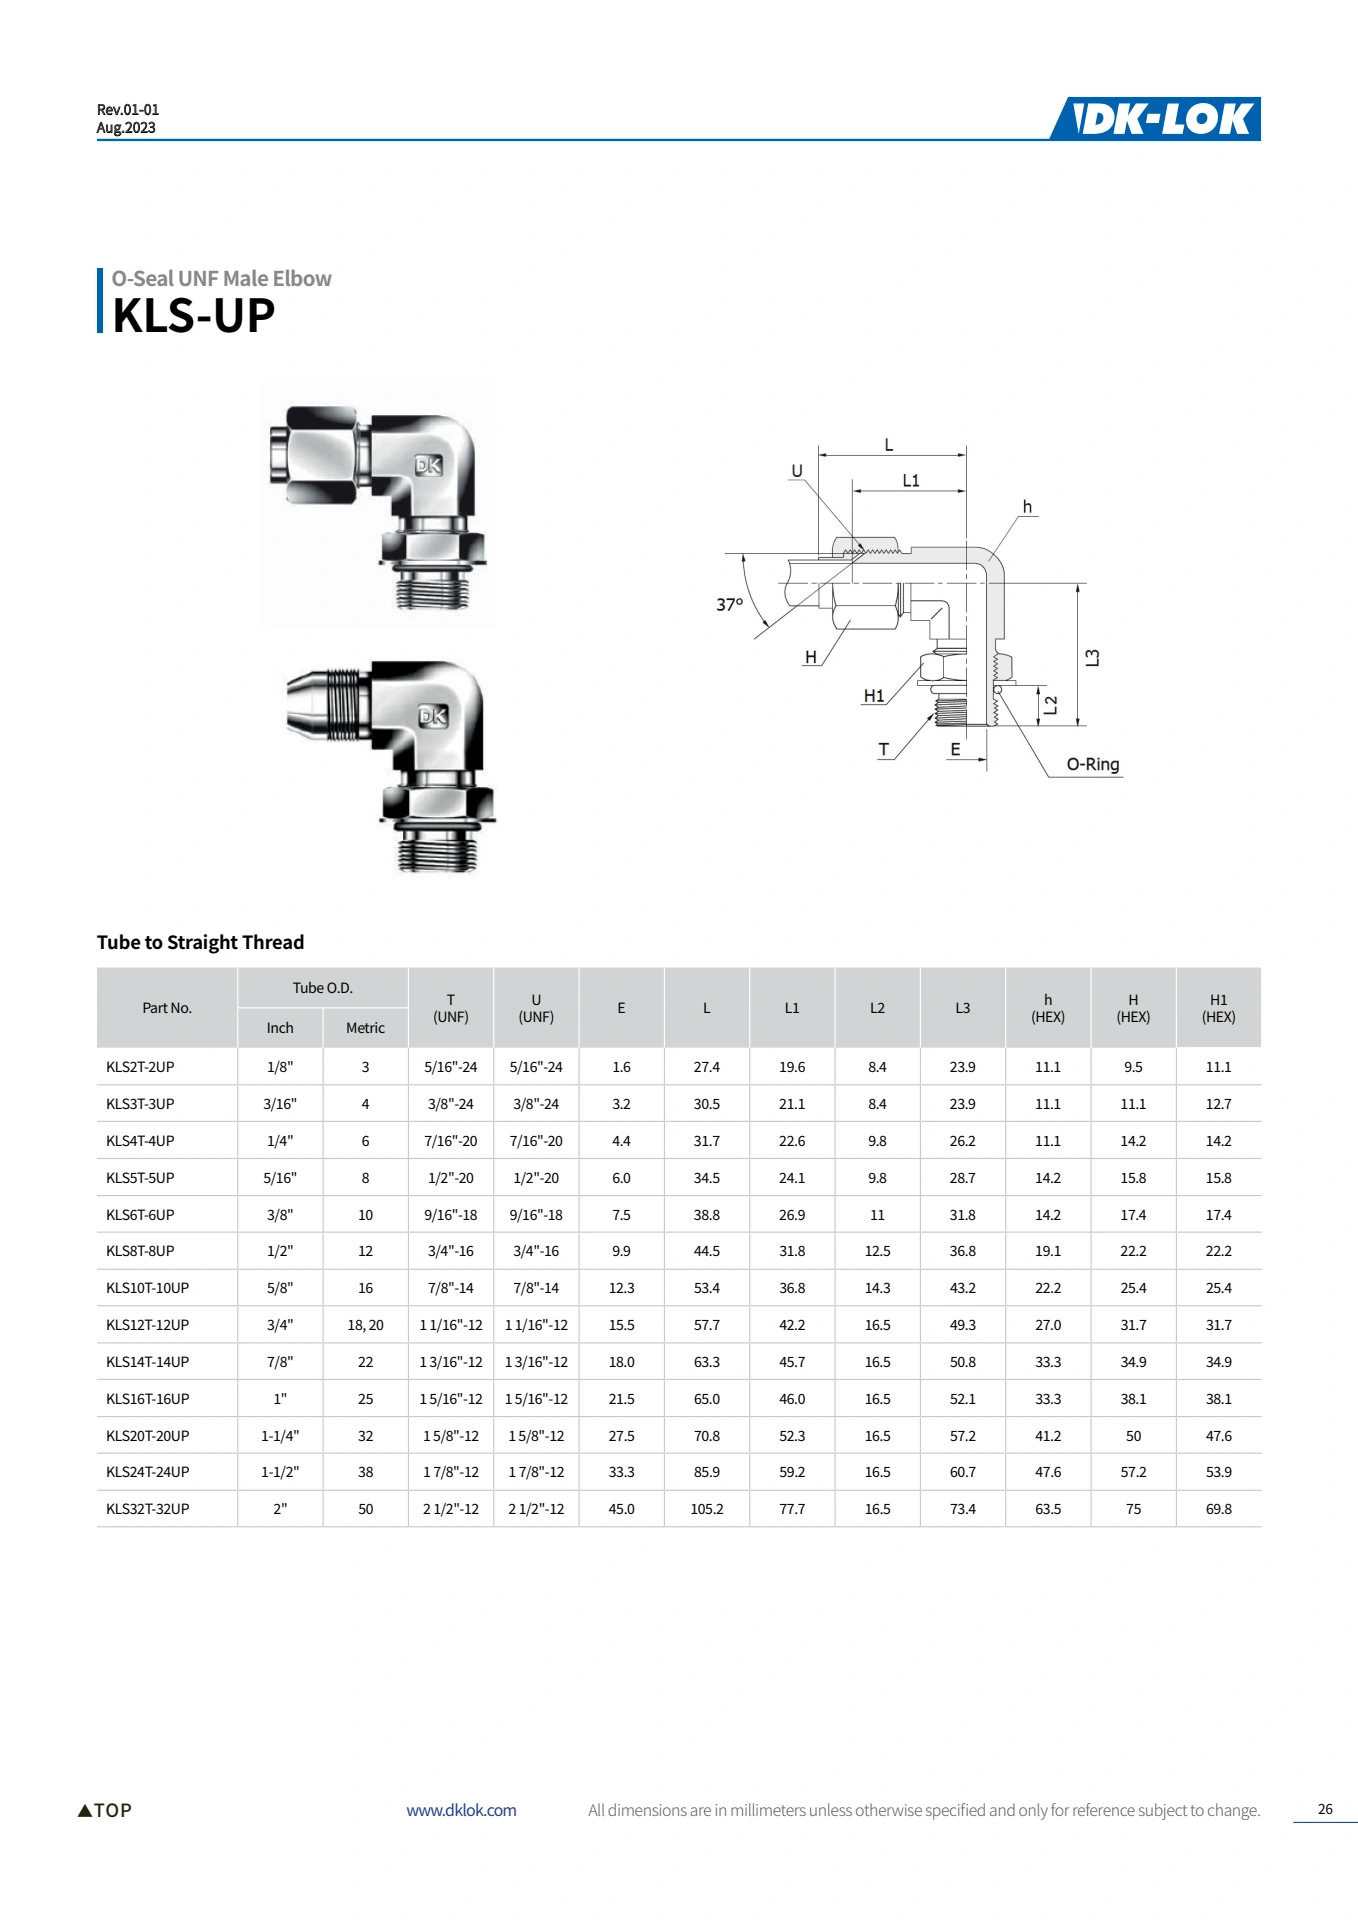 Rev.01-01
Aug.2023
DK-LOK
O-Seal UNF Male Elbow
KLS-UP
DK
DK
L
U
L1
h
37°
H
H1
L3
L2
T
E
O-Ring
Tube to Straight Thread
Part No. Tube O.D. T (UNF) U (UNF) E L L1 L2 L3 h (HEX) H (HEX) H1 (HEX)
Inch Metric
KLS2T-2UP 1/8" 3 5/16"-24 5/16"-24 1.6 27.4 19.6 8.4 23.9 11.1 9.5 11.1
KLS3T-3UP 3/16" 4 3/8"-24 3/8"-24 3.2 30.5 21.1 8.4 23.9 11.1 11.1 12.7
KLS4T-4UP 1/4" 6 7/16"-20 7/16"-20 4.4 31.7 22.6 9.8 26.2 11.1 14.2 14.2
KLS5T-5UP 5/16" 8 1/2"-20 1/2"-20 6.0 34.5 24.1 9.8 28.7 14.2 15.8 15.8
KLS6T-6UP 3/8" 10 9/16"-18 9/16"-18 7.5 38.8 26.9 11 31.8 14.2 17.4 17.4
KLS8T-8UP 1/2" 12 3/4"-16 3/4"-16 9.9 44.5 31.8 12.5 36.8 19.1 22.2 22.2
KLS10T-10UP 5/8" 16 7/8"-14 7/8"-14 12.3 53.4 36.8 14.3 43.2 22.2 25.4 25.4
KLS12T-12UP 3/4" 18, 20 1 1/16"-12 1 1/16"-12 15.5 57.7 42.2 16.5 49.3 27.0 31.7 31.7
KLS14T-14UP 7/8" 22 1 3/16"-12 1 3/16"-12 18.0 63.3 45.7 16.5 50.8 33.3 34.9 34.9
KLS16T-16UP 1" 25 1 5/16"-12 1 5/16"-12 21.5 65.0 46.0 16.5 52.1 33.3 38.1 38.1
KLS20T-20UP 1-1/4" 32 1 5/8"-12 1 5/8"-12 27.5 70.8 52.3 16.5 57.2 41.2 50 47.6
KLS24T-24UP 1-1/2" 38 1 7/8"-12 1 7/8"-12 33.3 85.9 59.2 16.5 60.7 47.6 57.2 53.9
KLS32T-32UP 2" 50 2 1/2"-12 2 1/2"-12 45.0 105.2 77.7 16.5 73.4 63.5 75 69.8
▲TOP
www.dklok.com
All dimensions are in millimeters unless otherwise specified and only for reference subject to change.
26